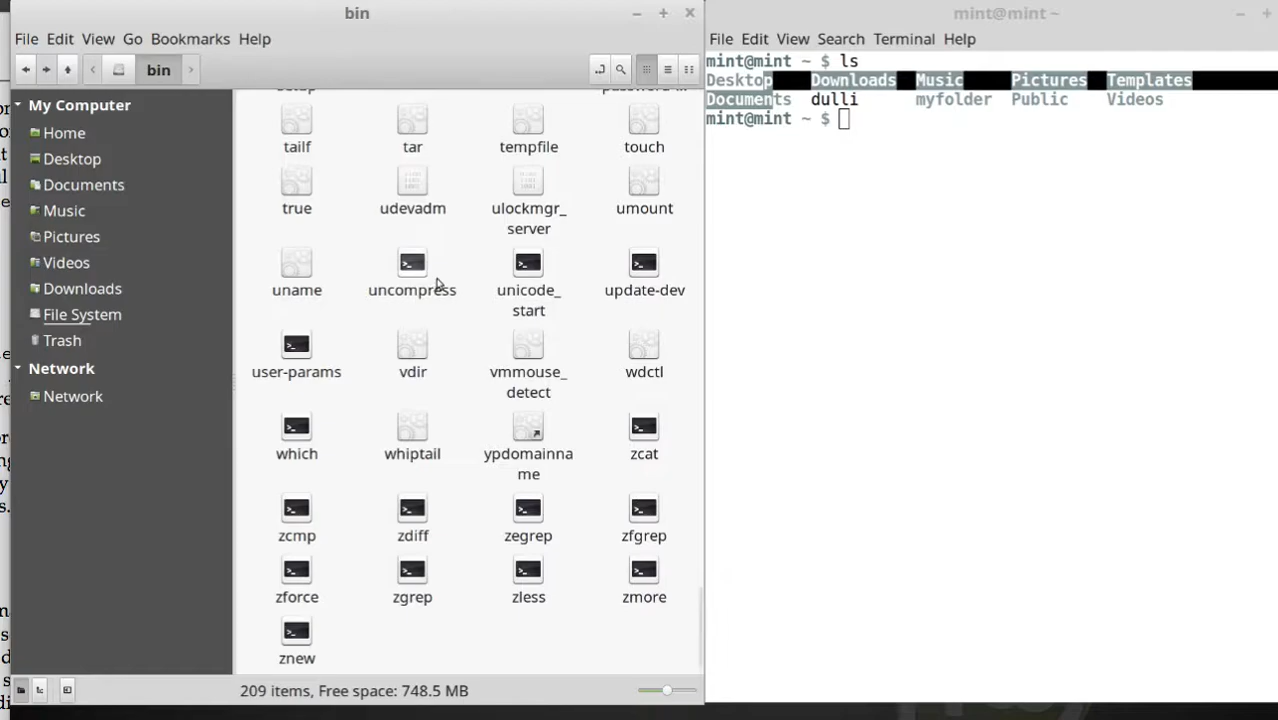 bin
File Edit View Go Bookmarks Help
bin
My Computer
Home
Desktop
Documents
Music
Pictures
Videos
Downloads
File System
Trash
Network
Network
tailf tar tempfile touch
true udevadm ulockmgr_ umount
server
uname uncompress unicode_ update-dev
start
user-params vdir vmmouse_ wdctl
detect
which whiptail ypdomainna zcat
me
zcmp zdiff zegrep zfgrep
zforce zgrep zless zmore
znew
209 items, Free space: 748.5 MB
mint@mint ~
File Edit View Search Terminal Help
mint@mint ~ $ ls
Desktop Downloads Music Pictures Templates
Documents dulli myfolder Public Videos
mint@mint ~ $